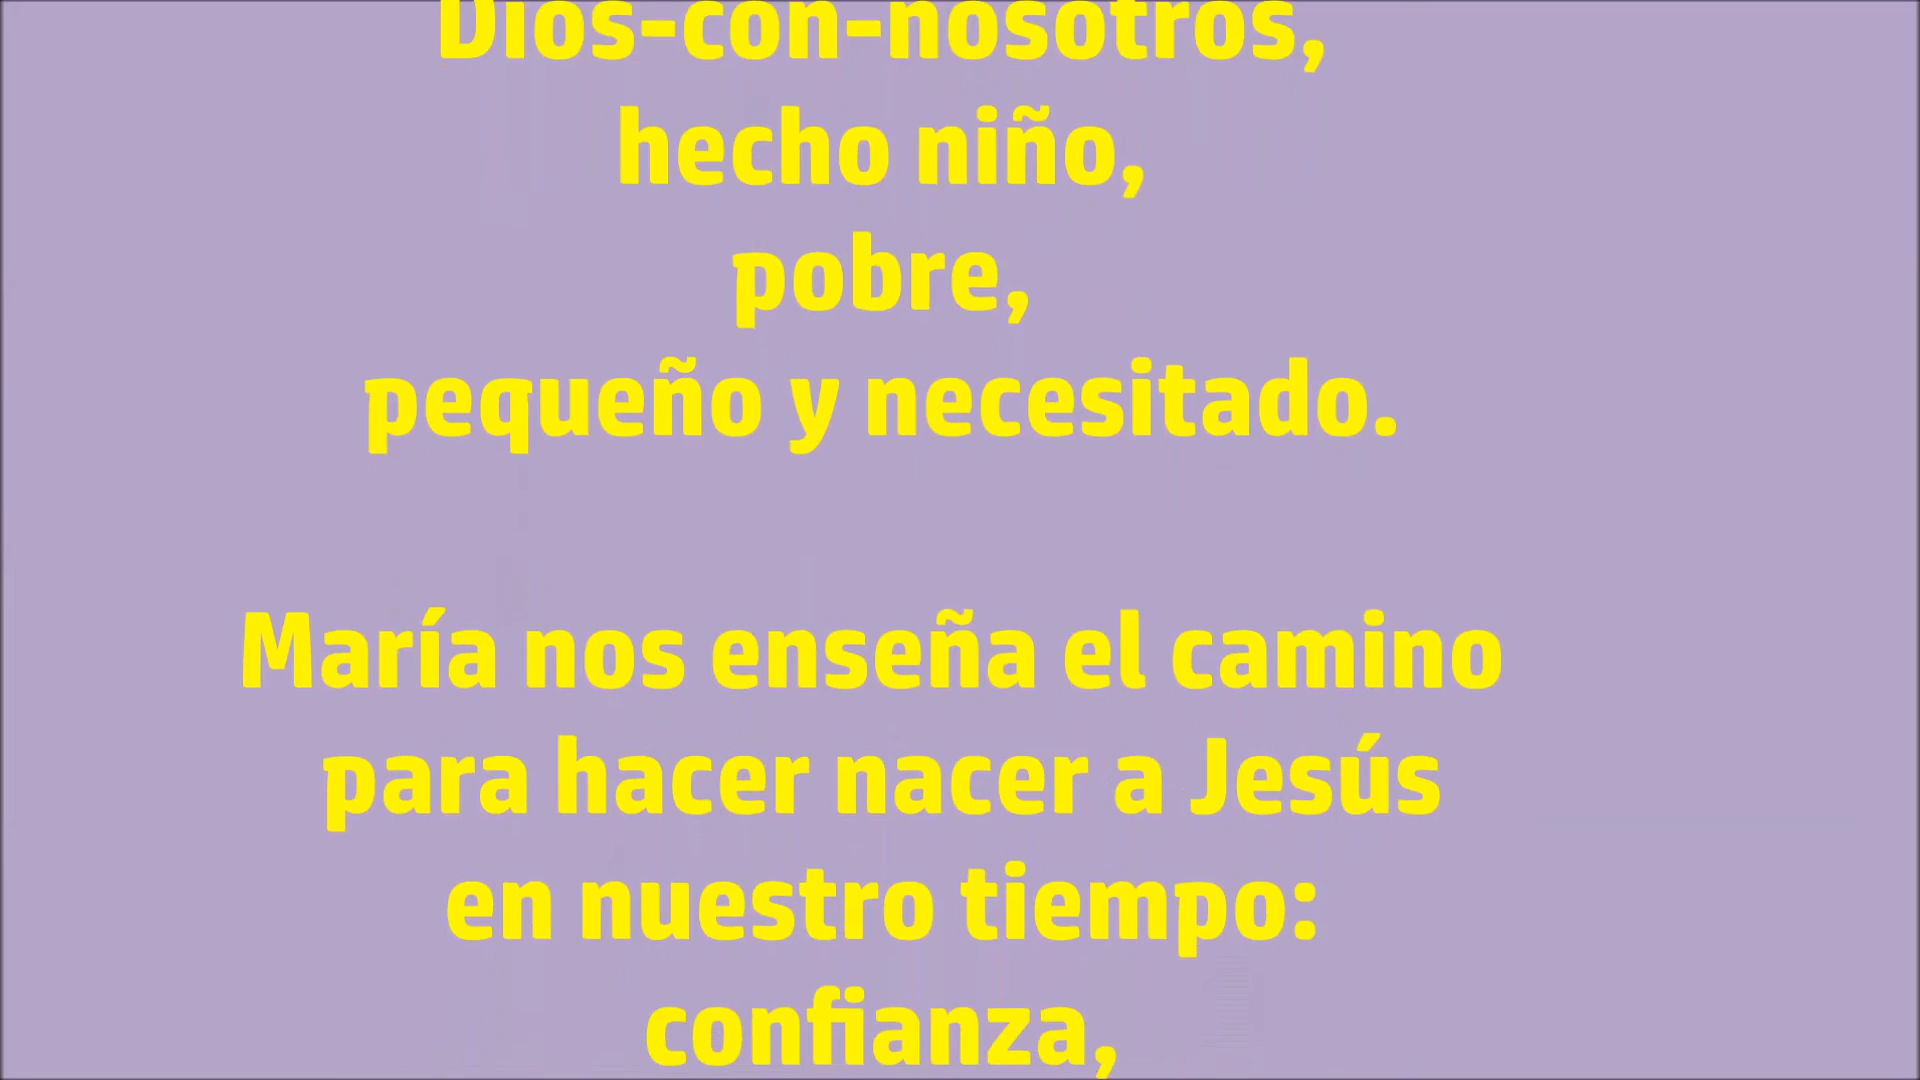 Dios-con-nosotros,
hecho niño,
pobre,
pequeño y necesitado.
María nos enseña el camino
para hacer nacer a Jesús
en nuestro tiempo:
confianza,